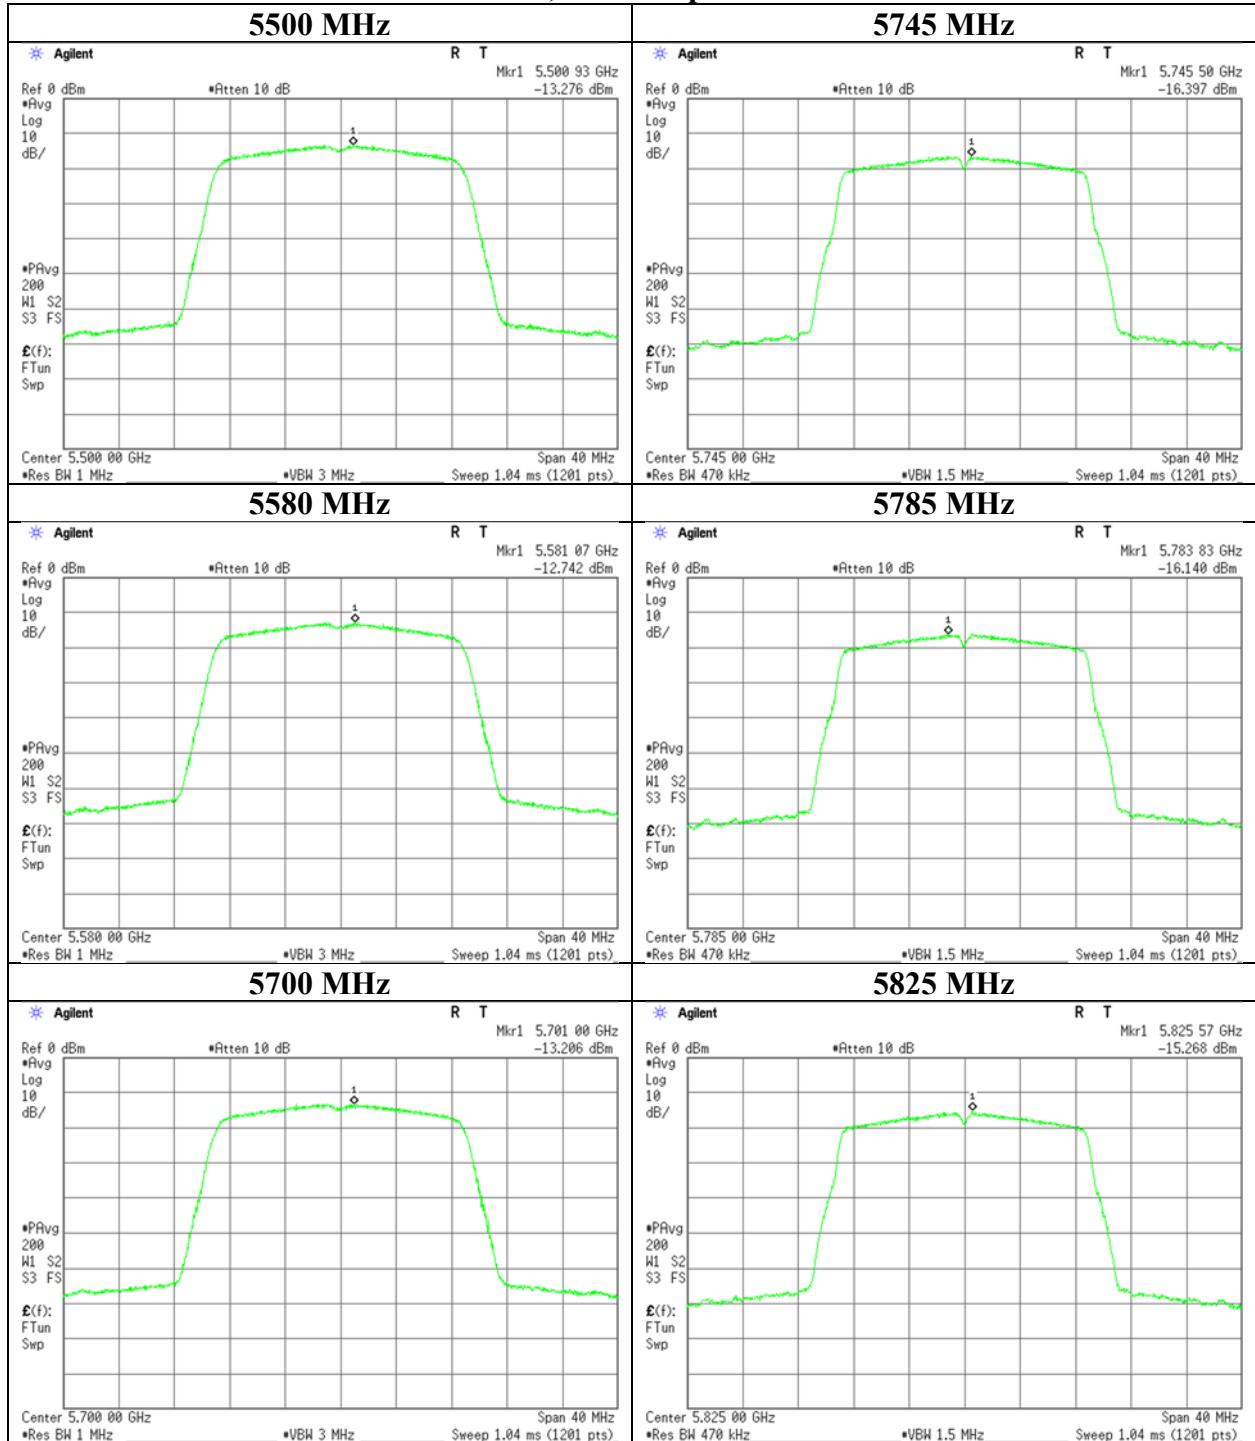 5500 MHz
Agilent R T
Mkr1 5.500 93 GHz
Ref 0 dBm #Atten 10 dB -13.276 dBm
#Avg
Log
10
dB/
1
#PAvg
200
W1 S2
S3 FS
£(f):
FTun
Swp
Center 5.500 00 GHz Span 40 MHz
#Res BW 1 MHz #VBW 3 MHz Sweep 1.04 ms (1201 pts)
5745 MHz
Agilent R T
Mkr1 5.745 50 GHz
Ref 0 dBm #Atten 10 dB -16.397 dBm
#Avg
Log
10
dB/
1
#PAvg
200
W1 S2
S3 FS
£(f):
FTun
Swp
Center 5.745 00 GHz Span 40 MHz
#Res BW 470 kHz #VBW 1.5 MHz Sweep 1.04 ms (1201 pts)
5580 MHz
Agilent R T
Mkr1 5.581 07 GHz
Ref 0 dBm #Atten 10 dB -12.742 dBm
#Avg
Log
10
dB/
1
#PAvg
200
W1 S2
S3 FS
£(f):
FTun
Swp
Center 5.580 00 GHz Span 40 MHz
#Res BW 1 MHz #VBW 3 MHz Sweep 1.04 ms (1201 pts)
5785 MHz
Agilent R T
Mkr1 5.783 83 GHz
Ref 0 dBm #Atten 10 dB -16.140 dBm
#Avg
Log
10
dB/
1
#PAvg
200
W1 S2
S3 FS
£(f):
FTun
Swp
Center 5.785 00 GHz Span 40 MHz
#Res BW 470 kHz #VBW 1.5 MHz Sweep 1.04 ms (1201 pts)
5700 MHz
Agilent R T
Mkr1 5.701 00 GHz
Ref 0 dBm #Atten 10 dB -13.206 dBm
#Avg
Log
10
dB/
1
#PAvg
200
W1 S2
S3 FS
£(f):
FTun
Swp
Center 5.700 00 GHz Span 40 MHz
#Res BW 1 MHz #VBW 3 MHz Sweep 1.04 ms (1201 pts)
5825 MHz
Agilent R T
Mkr1 5.825 57 GHz
Ref 0 dBm #Atten 10 dB -15.268 dBm
#Avg
Log
10
dB/
1
#PAvg
200
W1 S2
S3 FS
£(f):
FTun
Swp
Center 5.825 00 GHz Span 40 MHz
#Res BW 470 kHz #VBW 1.5 MHz Sweep 1.04 ms (1201 pts)